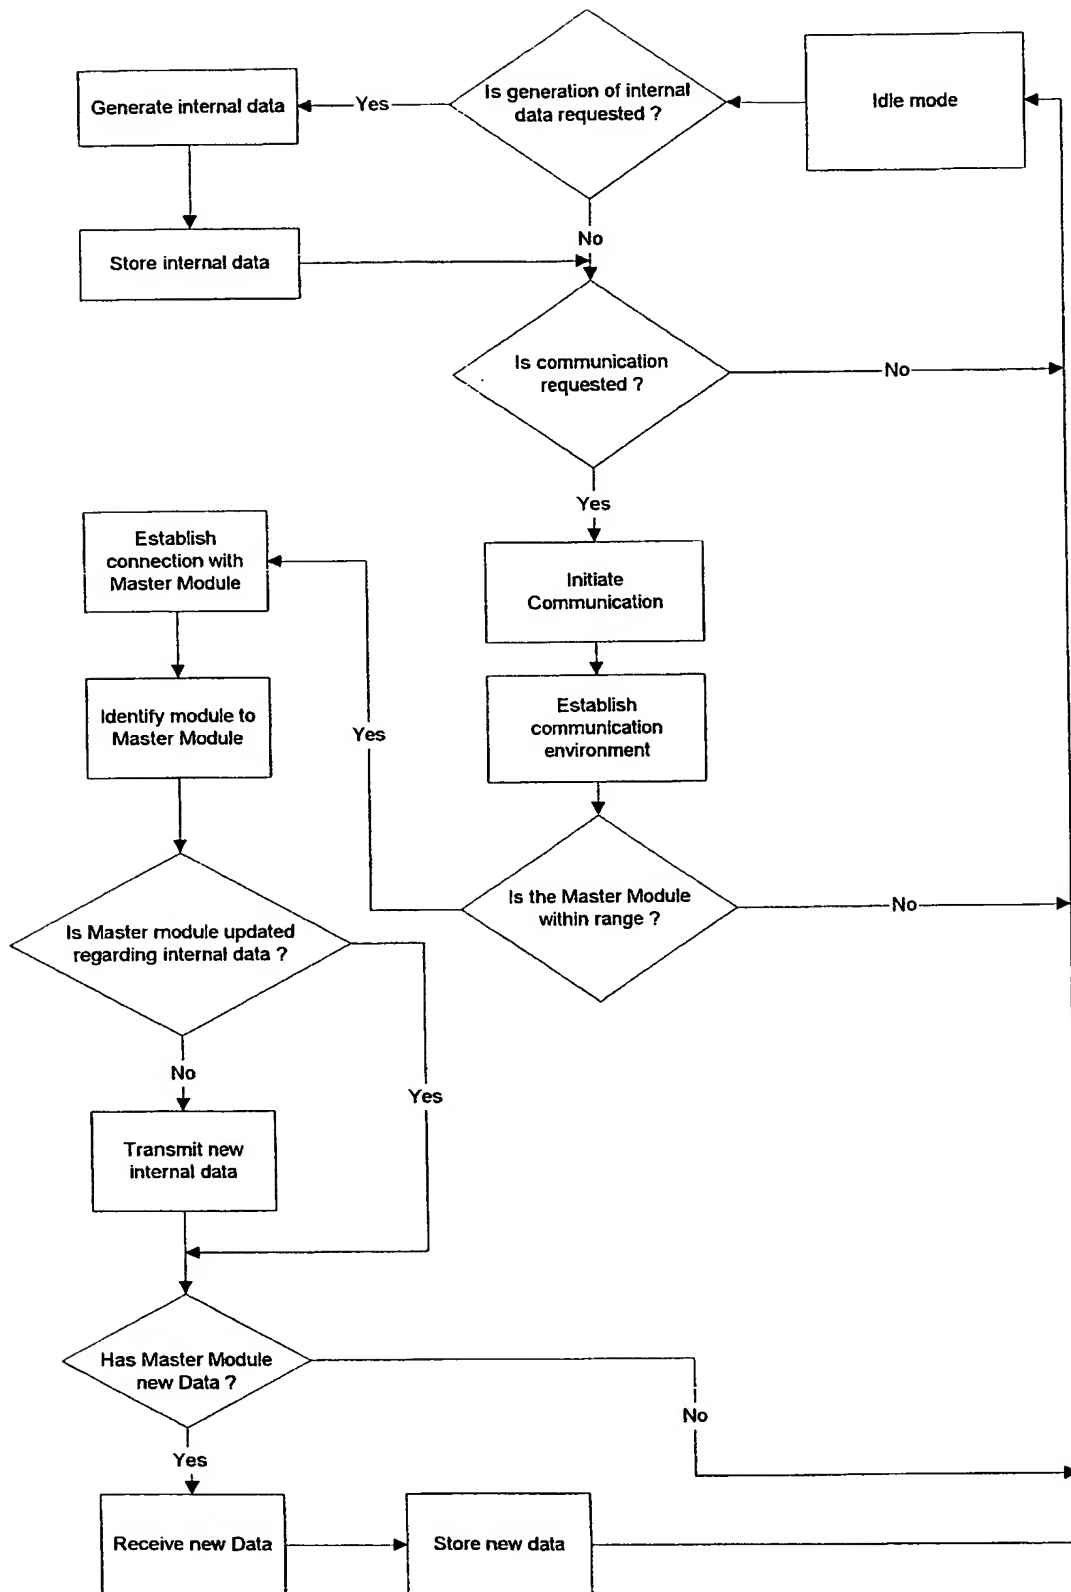 Is generation of internal
data requested ?
Idle mode
Yes
Generate internal data
No
Store internal data
Is communication
requested ?
No
Yes
Establish
connection with
Master Module
Initiate
Communication
Identify module to
Master Module
Yes
Establish
communication
environment
Is the Master Module
within range ?
No
Is Master module updated
regarding internal data ?
No
Yes
Transmit new
internal data
Has Master Module
new Data ?
No
Yes
Receive new Data
Store new data